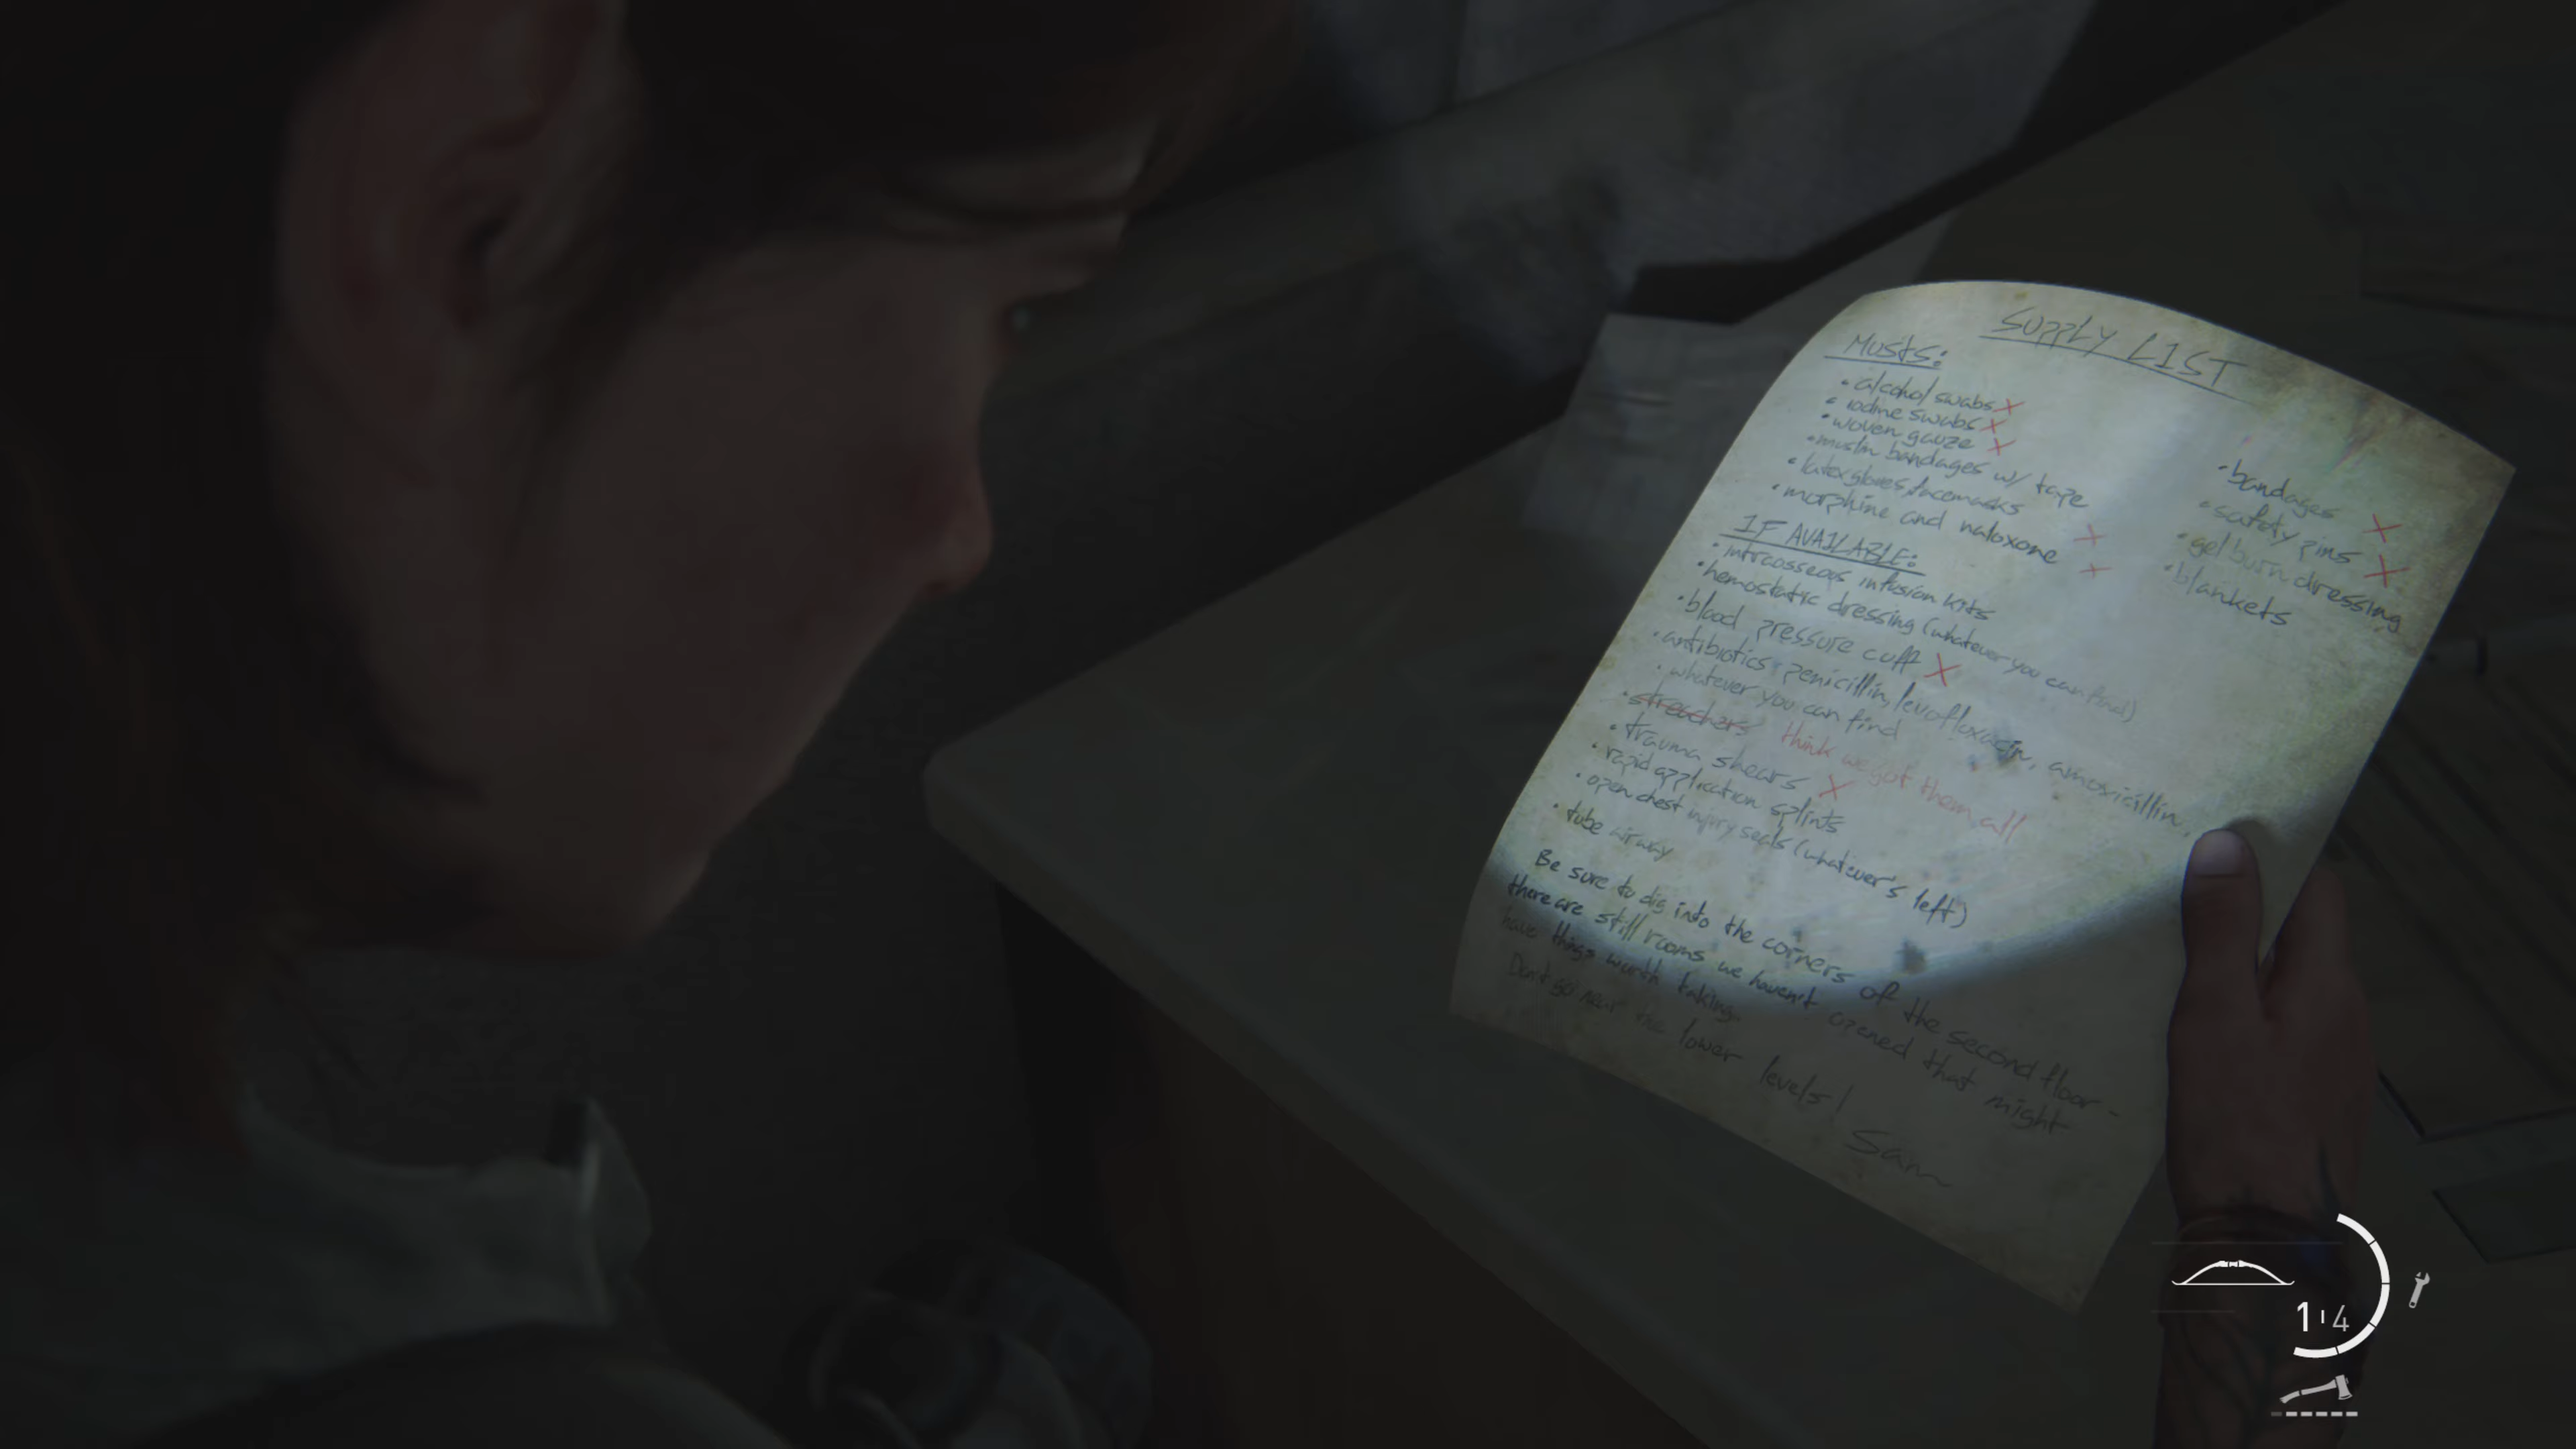 SUPPLY LIST
MUSTS:
• alcohol swabs X
• iodine swabs X
• woven gauze X
• muslin bandages w/ tape
• latex gloves, facemasks X
• morphine and naloxone X
• bandages X
• safety pins X
• gel burn dressing
• blankets
IF AVAILABLE:
• intraosseous infusion kits
• hemostatic dressing (whatever you can find)
• blood pressure cuff X
• antibiotics: penicillin, levofloxacin, amoxicillin,
• whatever you can find
• streachers think we got them all
• trauma shears X
• rapid application splints
• open chest injury seals (whatever's left)
• tube airway
Be sure to dig into the corners of the second floor -
there are still rooms we haven't opened that might
have things worth taking.
Don't go near the lower levels!
Sam
1 4